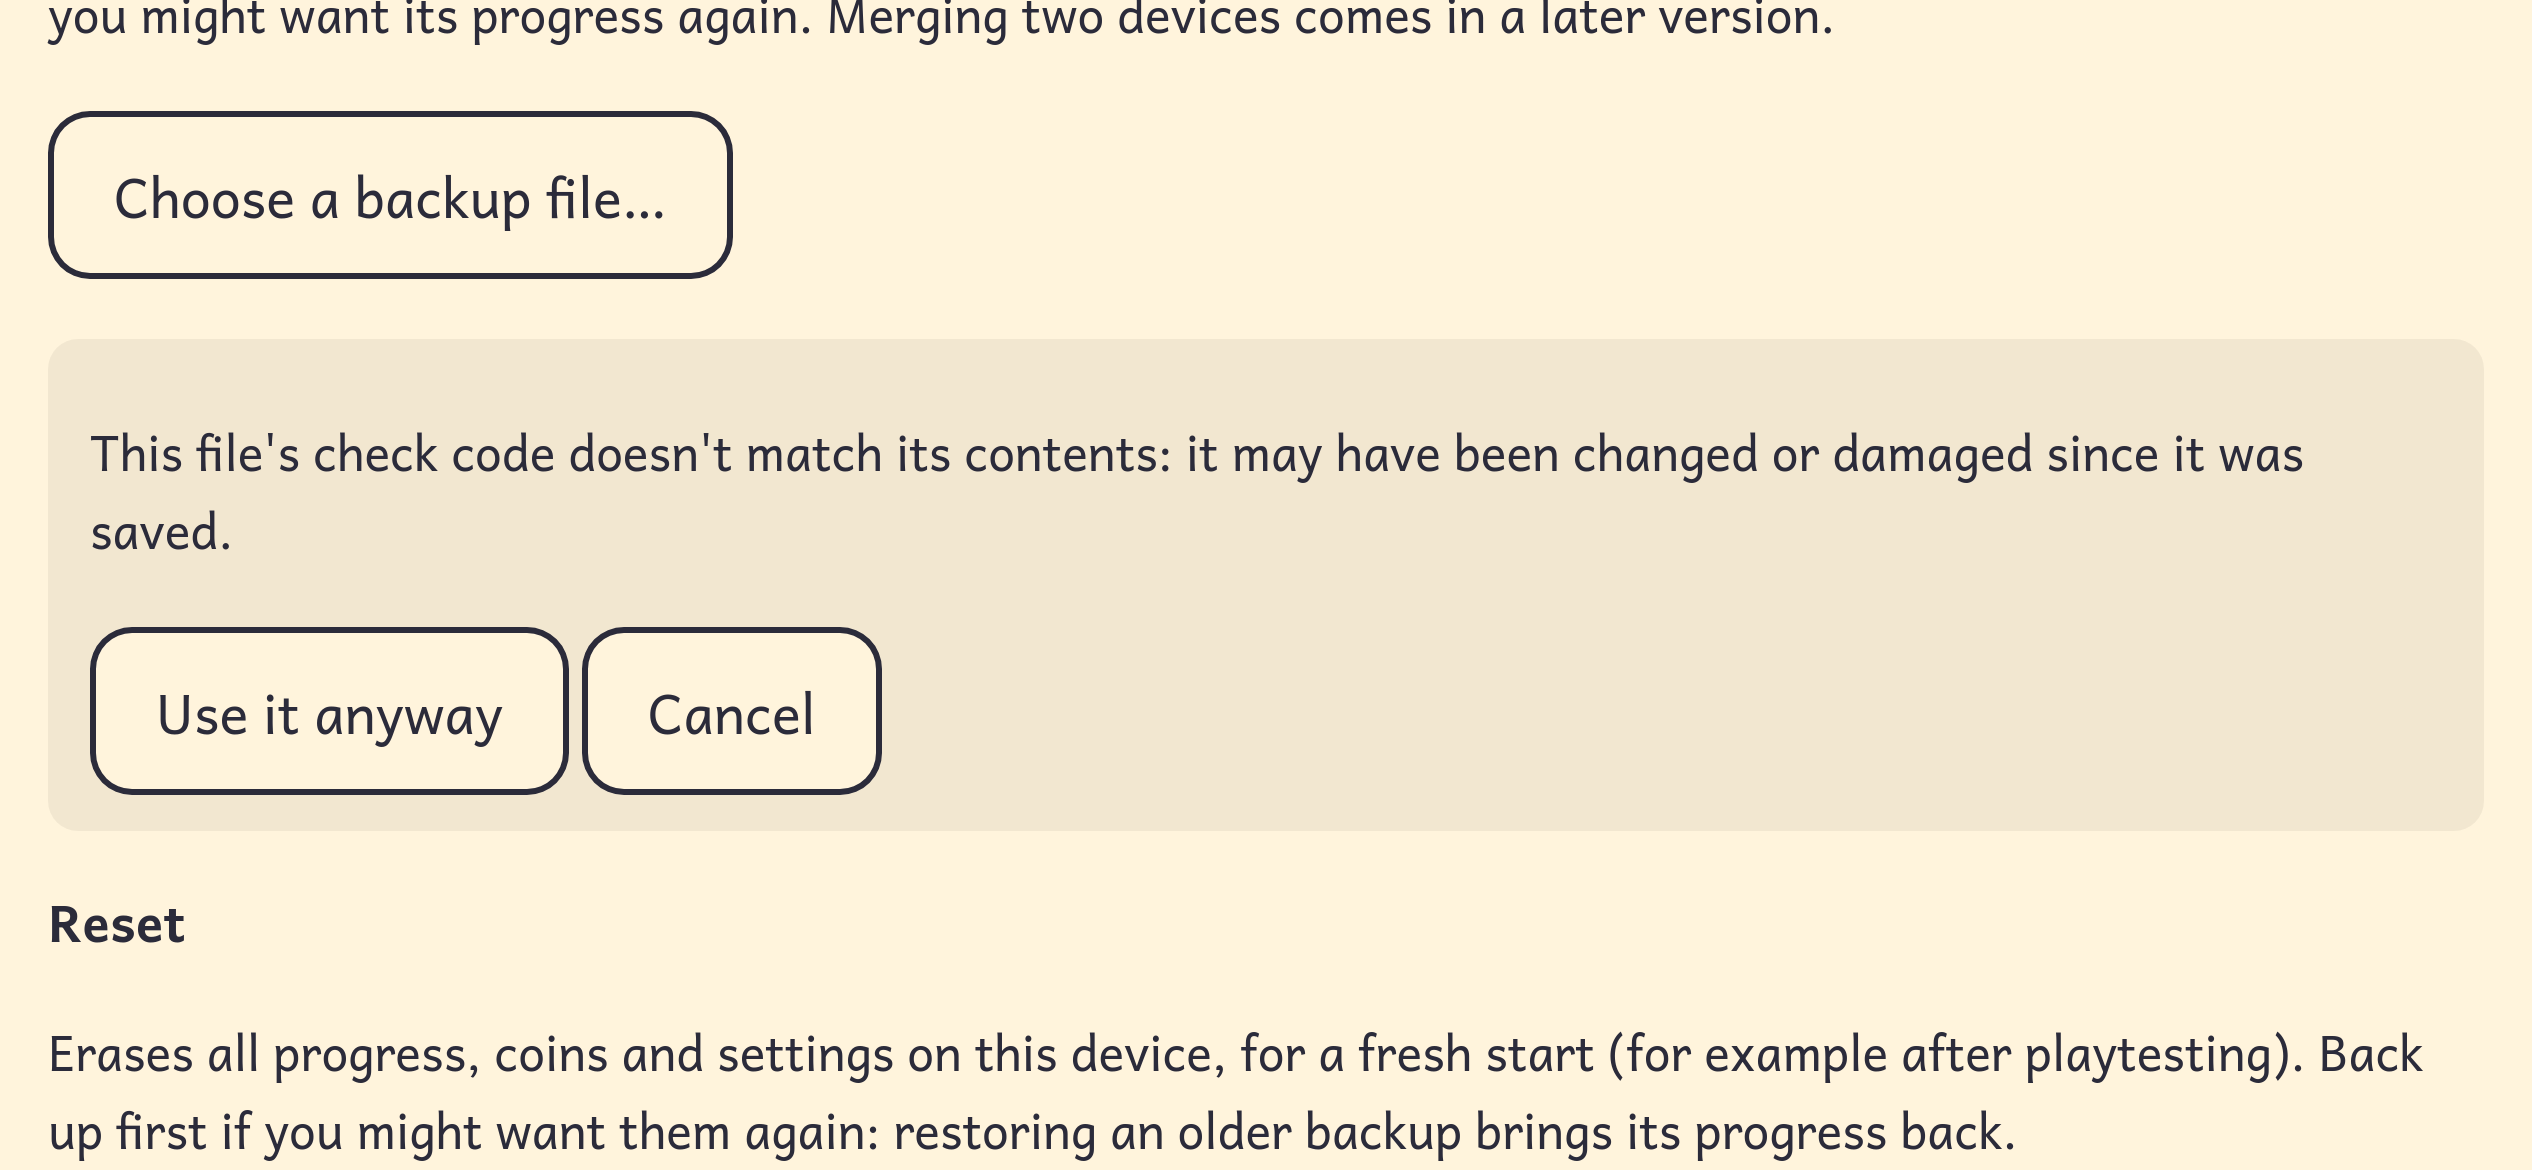 you might want its progress again. Merging two devices comes in a later version.
Choose a backup file...
This file's check code doesn't match its contents: it may have been changed or damaged since it was
saved.
Use it anyway
Cancel
Reset
Erases all progress, coins and settings on this device, for a fresh start (for example after playtesting). Back
up first if you might want them again: restoring an older backup brings its progress back.